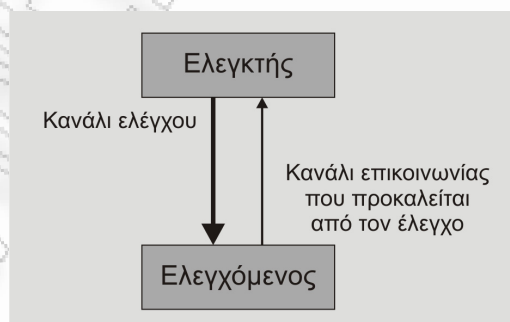 Ελεγκτής
Κανάλι ελέγχου
Κανάλι επικοινωνίας
που προκαλείται
από τον έλεγχο
Ελεγχόμενος